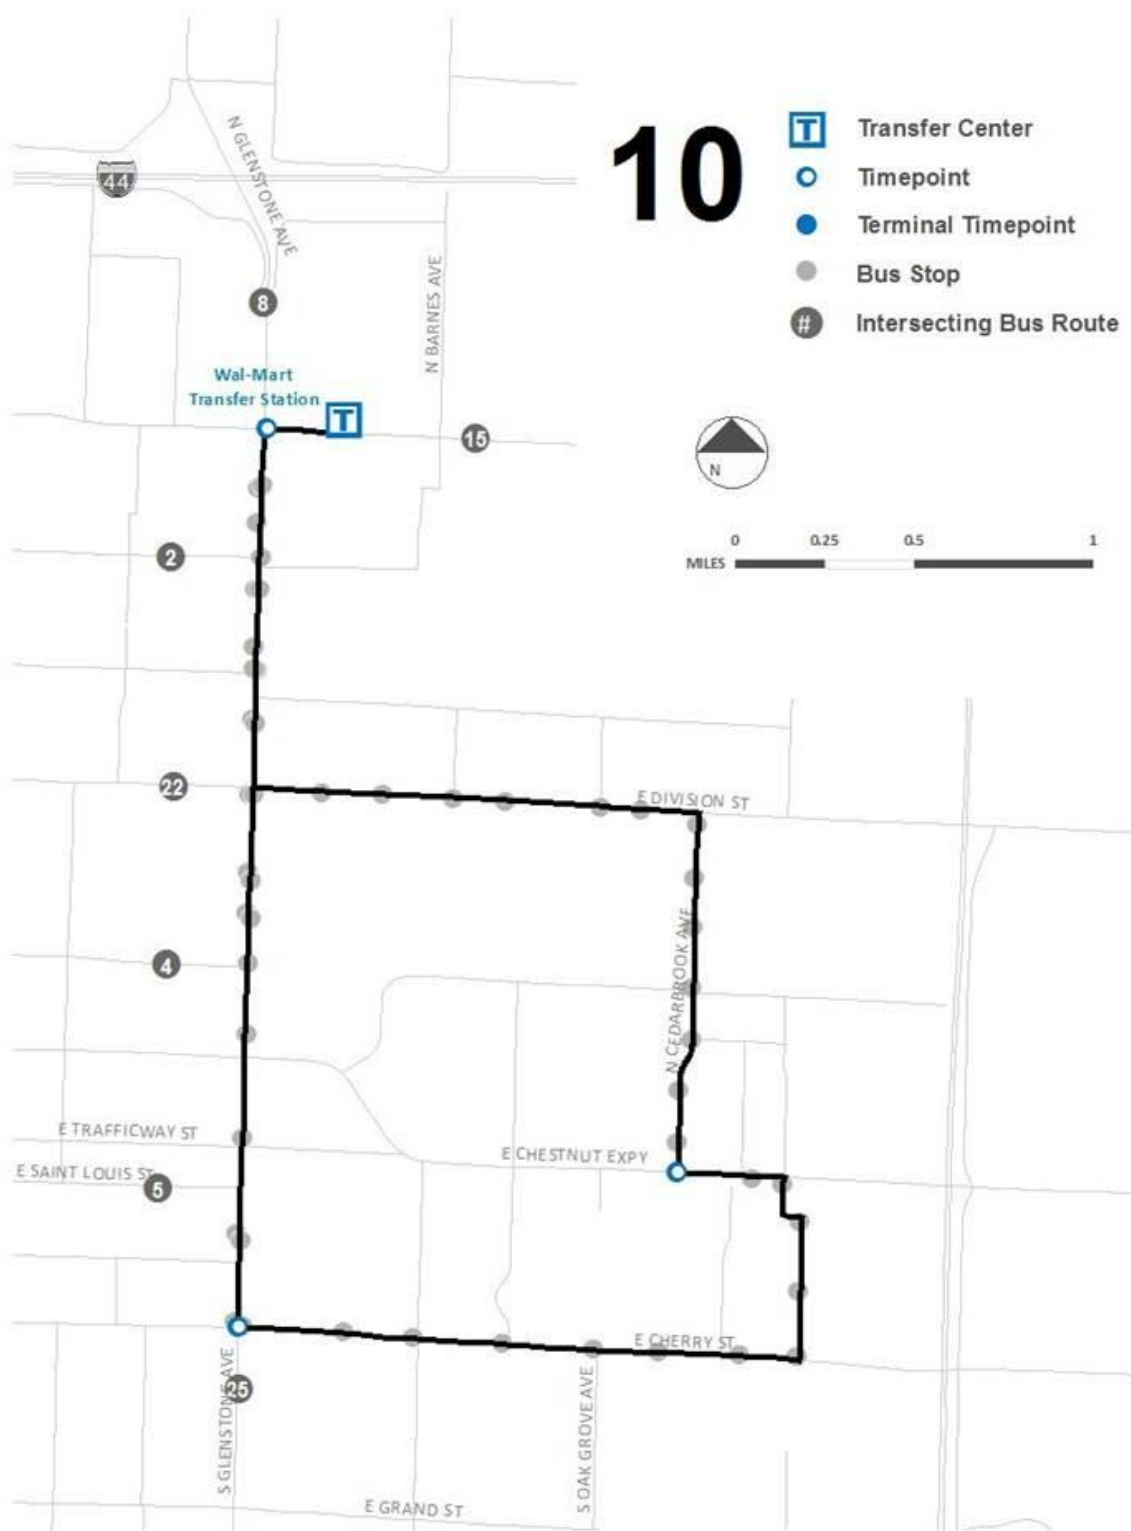 10
T Transfer Center
Timepoint
Terminal Timepoint
Bus Stop
# Intersecting Bus Route
44
N GLENSTONE AVE
8
N BARNES AVE
Wal-Mart
Transfer Station
T
15
N
0 0.25 0.5 1
MILES
2
22
E DIVISION ST
4
N CEDARBROOK AVE
E TRAFFICWAY ST
E CHESTNUT EXPY
E SAINT LOUIS ST
5
E CHERRY ST
S GLENSTONE AVE
25
S OAK GROVE AVE
E GRAND ST